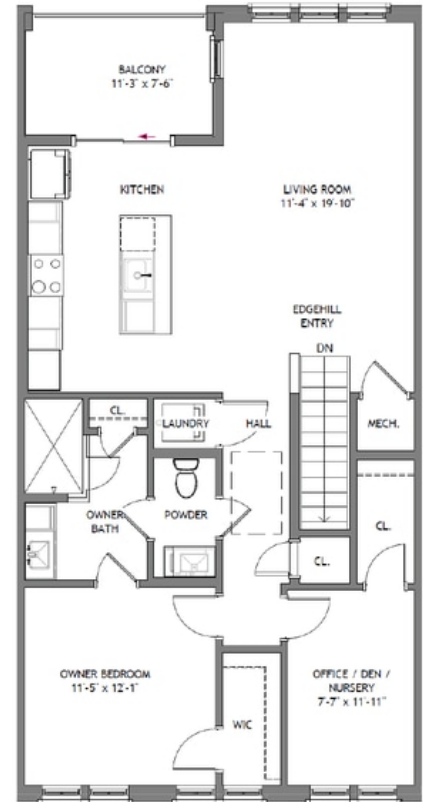 BALCONY
11'-3" x 7'-6"
KITCHEN
LIVING ROOM
11'-4" x 19'-10"
EDGEHILL
ENTRY
DN
CL.
LAUNDRY
HALL
MECH.
OWNER
BATH
POWDER
CL.
CL.
OWNER BEDROOM
11'-5" x 12'-1"
OFFICE / DEN /
NURSERY
7'-7" x 11'-11"
WIC